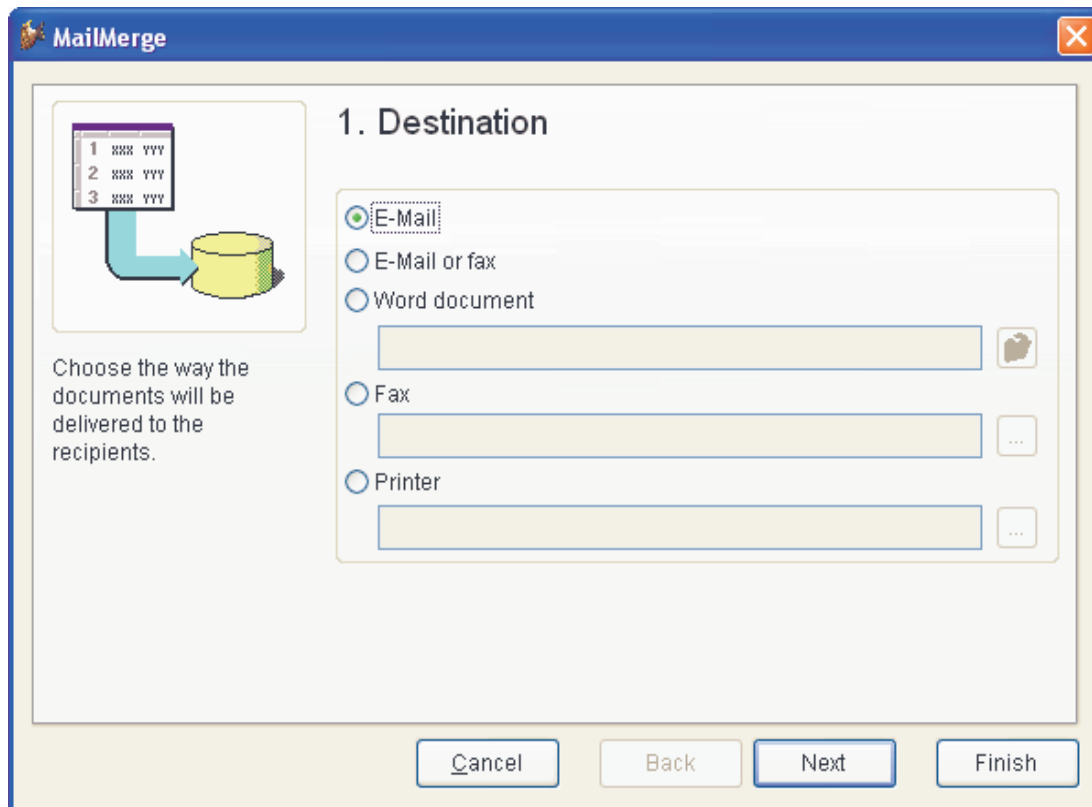 MailMerge
1 XXX YYY
2 XXX YYY
3 XXX YYY
Choose the way the
documents will be
delivered to the
recipients.
1. Destination
E-Mail
E-Mail or fax
Word document
Fax
...
Printer
...
Cancel
Back
Next
Finish